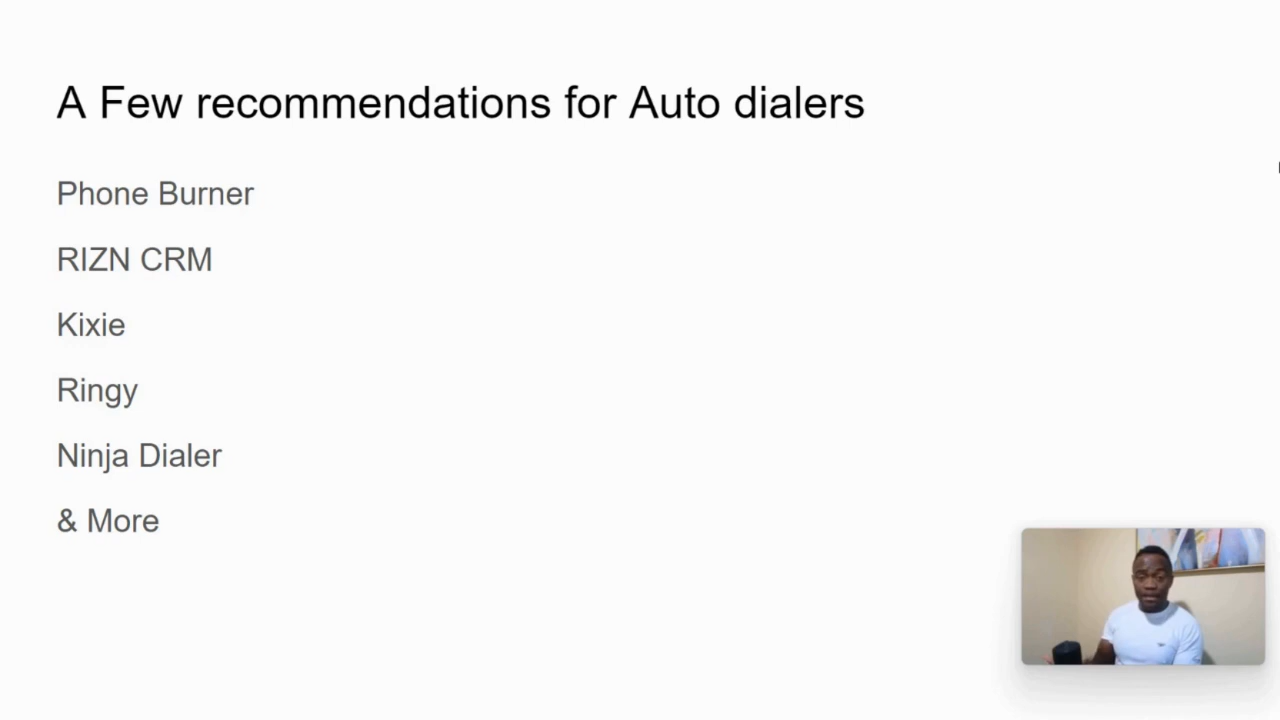 A Few recommendations for Auto dialers
Phone Burner
RIZN CRM
Kixie
Ringy
Ninja Dialer
& More